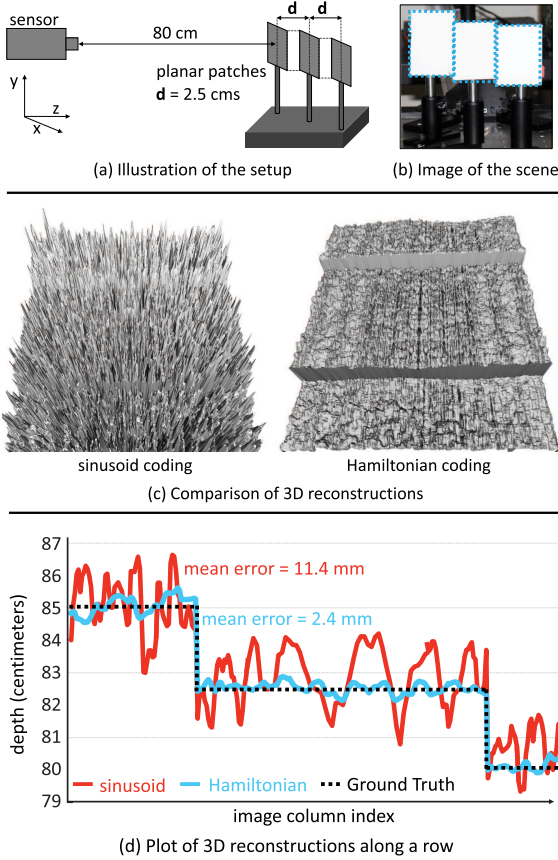 sensor
80 cm
d
d
planar patches
d = 2.5 cms
y
z
x
(a) Illustration of the setup
(b) Image of the scene
sinusoid coding
Hamiltonian coding
(c) Comparison of 3D reconstructions
87
86
85
84
83
82
81
80
79
depth (centimeters)
mean error = 11.4 mm
mean error = 2.4 mm
sinusoid
Hamiltonian
Ground Truth
image column index
(d) Plot of 3D reconstructions along a row